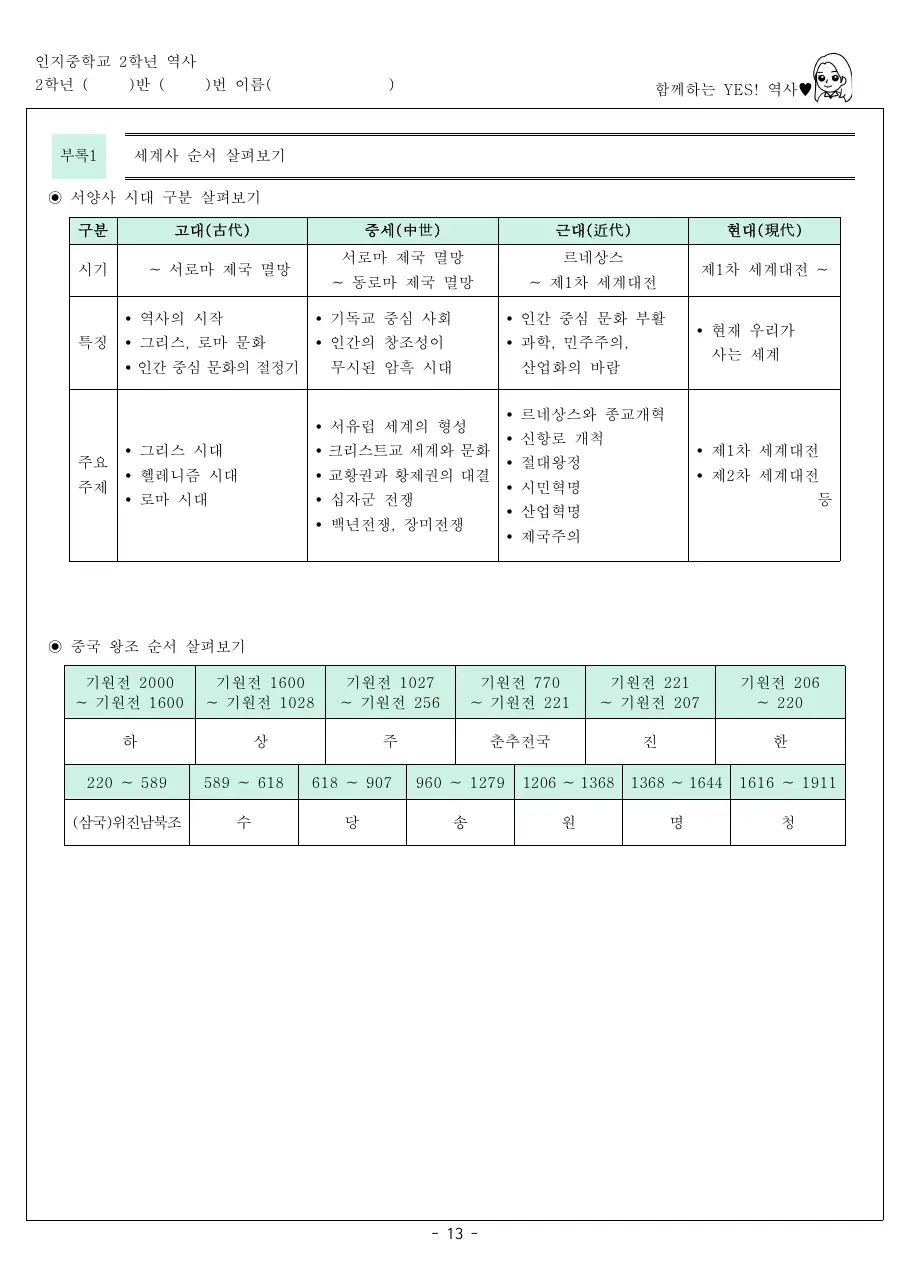 인지중학교 2학년 역사
2학년 (　　)반 (　　)번 이름(　　　　　　)
함께하는 YES! 역사♥
부록1
세계사 순서 살펴보기
◉ 서양사 시대 구분 살펴보기
구분 고대(古代) 중세(中世) 근대(近代) 현대(現代)
시기
~ 서로마 제국 멸망
서로마 제국 멸망
~ 동로마 제국 멸망
르네상스
~ 제1차 세계대전
제1차 세계대전 ~
특징
• 역사의 시작
• 그리스, 로마 문화
• 인간 중심 문화의 절정기
• 기독교 중심 사회
• 인간의 창조성이
무시된 암흑 시대
• 인간 중심 문화 부활
• 과학, 민주주의,
산업화의 바람
• 현재 우리가
사는 세계
주요
주제
• 그리스 시대
• 헬레니즘 시대
• 로마 시대
• 서유럽 세계의 형성
• 크리스트교 세계와 문화
• 교황권과 황제권의 대결
• 십자군 전쟁
• 백년전쟁, 장미전쟁
• 르네상스와 종교개혁
• 신항로 개척
• 절대왕정
• 시민혁명
• 산업혁명
• 제국주의
• 제1차 세계대전
• 제2차 세계대전
등
◉ 중국 왕조 순서 살펴보기
기원전 2000
~ 기원전 1600
기원전 1600
~ 기원전 1028
기원전 1027
~ 기원전 256
기원전 770
~ 기원전 221
기원전 221
~ 기원전 207
기원전 206
~ 220
하 상 주 춘추전국 진 한
220 ~ 589 589 ~ 618 618 ~ 907 960 ~ 1279 1206 ~ 1368 1368 ~ 1644 1616 ~ 1911
(삼국)위진남북조 수 당 송 원 명 청
- 13 -